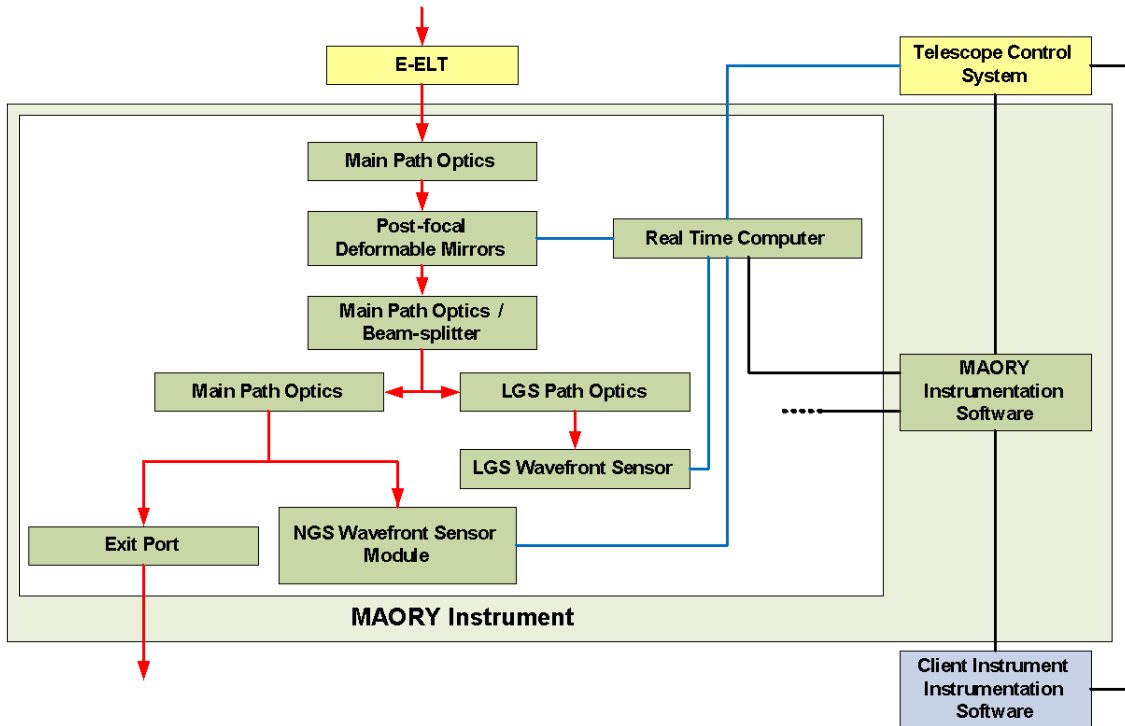 E-ELT
Telescope Control
System
Main Path Optics
Post-focal
Deformable Mirrors
Real Time Computer
Main Path Optics /
Beam-splitter
Main Path Optics
LGS Path Optics
MAORY
Instrumentation
Software
LGS Wavefront Sensor
Exit Port
NGS Wavefront Sensor
Module
MAORY Instrument
Client Instrument
Instrumentation
Software